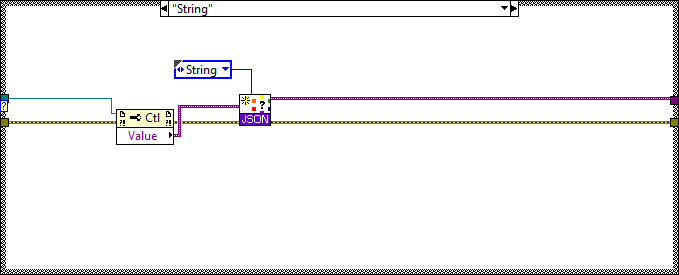 "String"
String
?
Ctl
Value
?
JSON